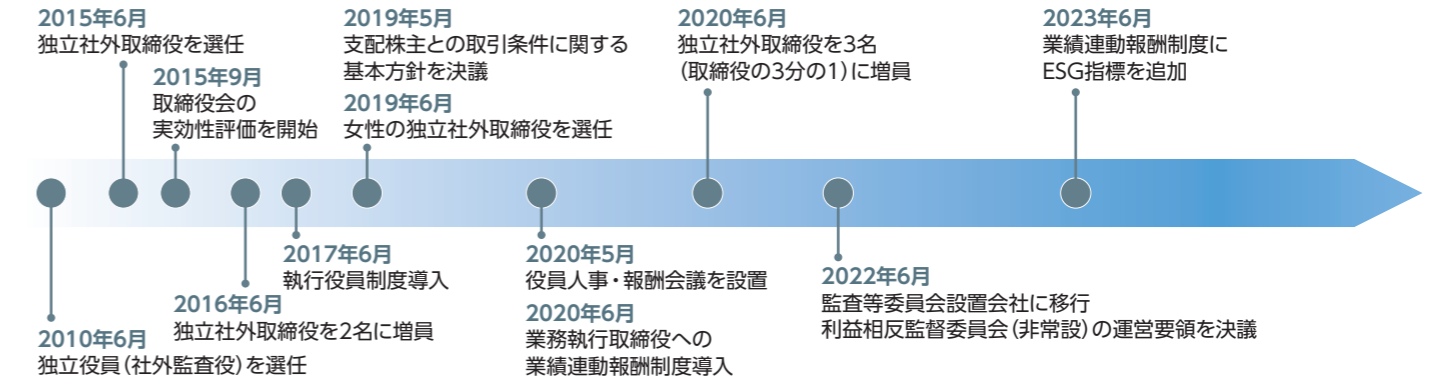 2015年6月
独立社外取締役を選任
2015年9月
取締役会の
実効性評価を開始
2019年5月
支配株主との取引条件に関する
基本方針を決議
2019年6月
女性の独立社外取締役を選任
2020年6月
独立社外取締役を3名
(取締役の3分の1)に増員
2023年6月
業績連動報酬制度に
ESG指標を追加
2010年6月
独立役員(社外監査役)を選任
2016年6月
独立社外取締役を2名に増員
2017年6月
執行役員制度導入
2020年5月
役員人事・報酬会議を設置
2020年6月
業務執行取締役への
業績連動報酬制度導入
2022年6月
監査等委員会設置会社に移行
利益相反監督委員会(非常設)の運営要領を決議